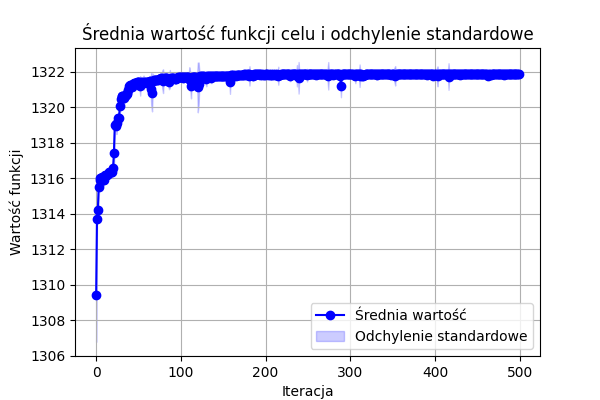 Średnia wartość funkcji celu i odchylenie standardowe
Wartość funkcji
1322
1320
1318
1316
1314
1312
1310
1308
1306
0 100 200 300 400 500
Iteracja
Średnia wartość
Odchylenie standardowe